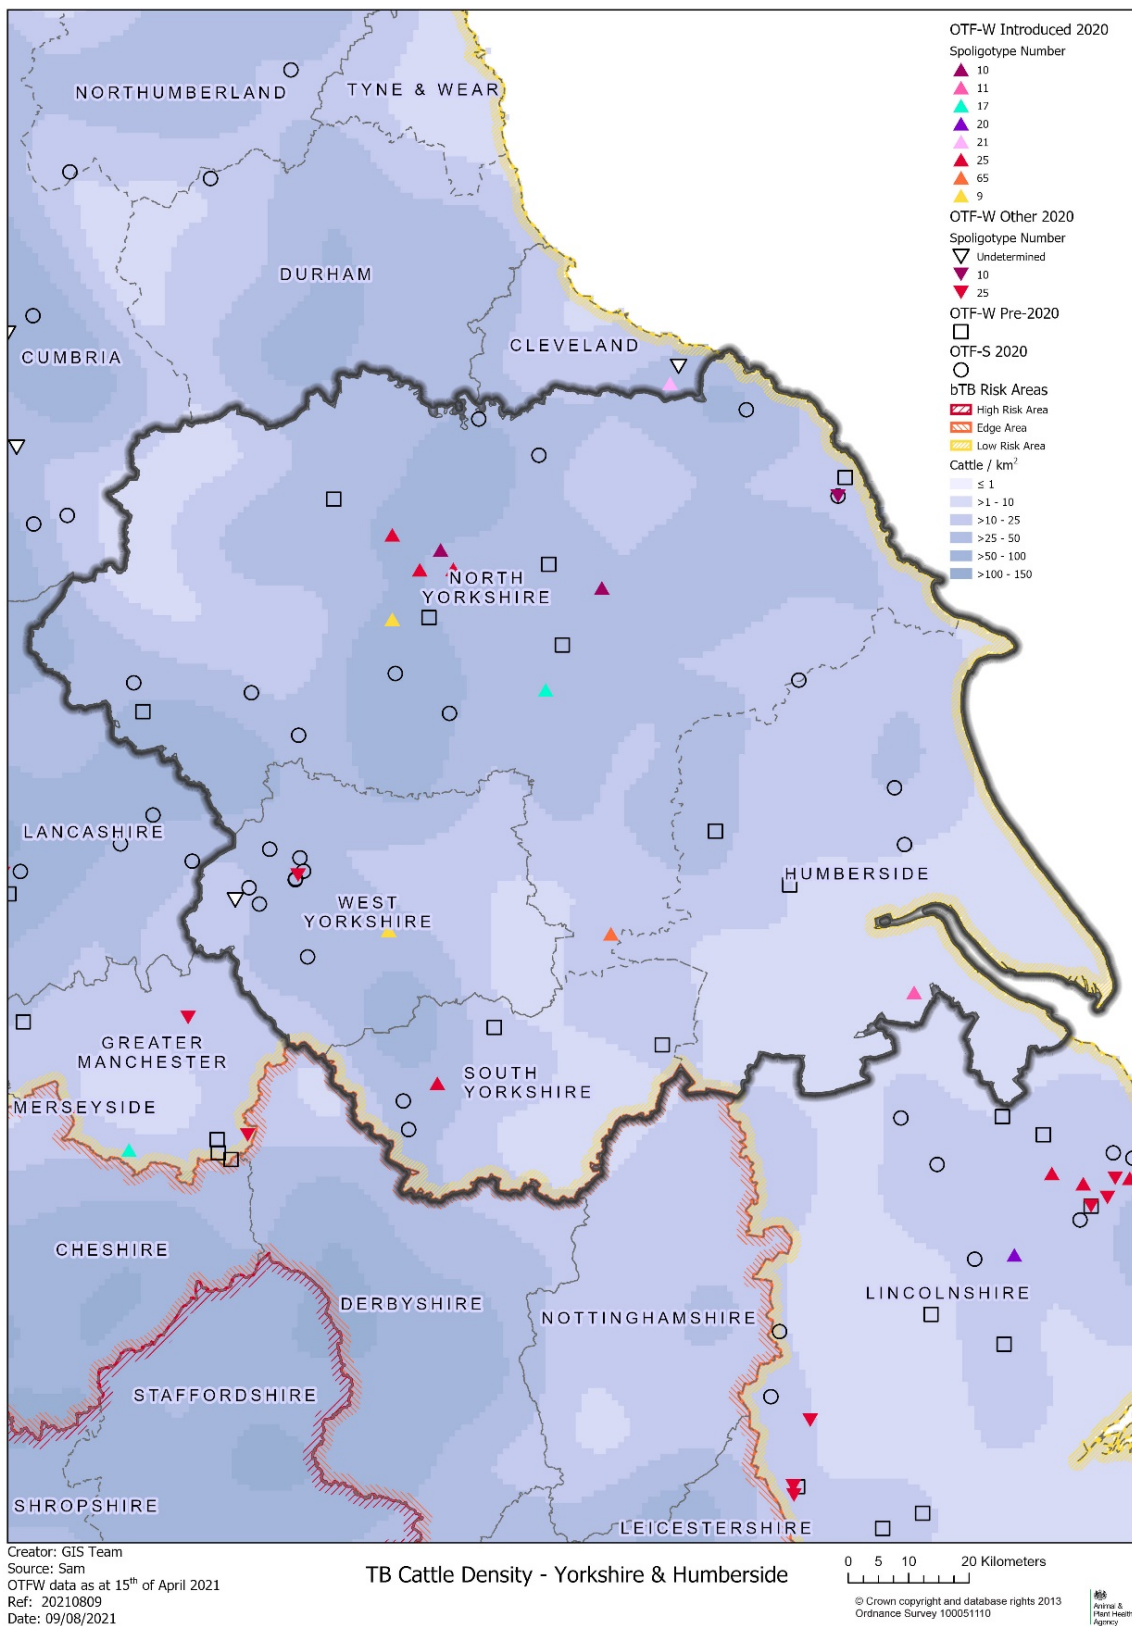 NORTHUMBERLAND
TYNE & WEAR
DURHAM
CUMBRIA
CLEVELAND
NORTH
YORKSHIRE
LANCASHIRE
WEST
YORKSHIRE
HUMBERSIDE
GREATER
MANCHESTER
MERSEYSIDE
SOUTH
YORKSHIRE
CHESHIRE
DERBYSHIRE
NOTTINGHAMSHIRE
LINCOLNSHIRE
STAFFORDSHIRE
SHROPSHIRE
LEICESTERSHIRE
OTF-W Introduced 2020
Spoligotype Number
10
11
17
20
21
25
65
9
OTF-W Other 2020
Spoligotype Number
Undetermined
10
25
OTF-W Pre-2020
OTF-S 2020
bTB Risk Areas
High Risk Area
Edge Area
Low Risk Area
Cattle / km²
≤ 1
>1 - 10
>10 - 25
>25 - 50
>50 - 100
>100 - 150
Creator: GIS Team
Source: Sam
OTFW data as at 15th of April 2021
Ref: 20210809
Date: 09/08/2021
TB Cattle Density - Yorkshire & Humberside
0 5 10 20 Kilometers
© Crown copyright and database rights 2013
Ordnance Survey 100051110
Animal &
Plant Health
Agency